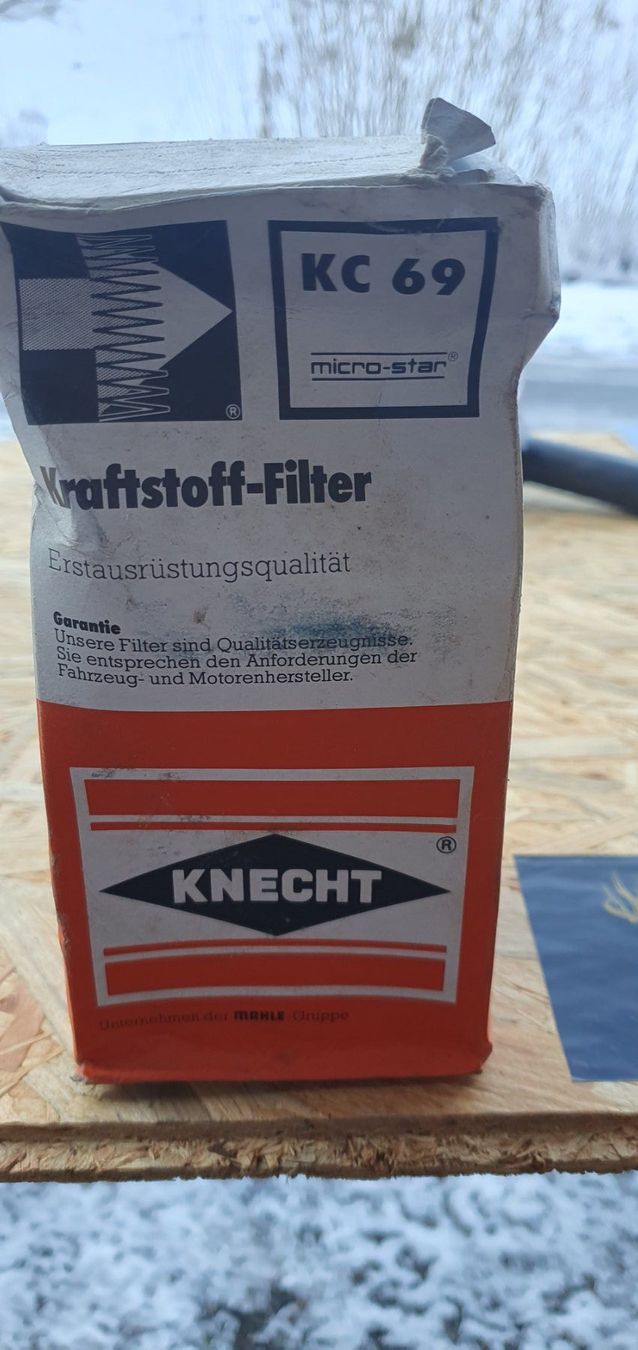 KC 69
micro-star®
®
Kraftstoff-Filter
Erstausrüstungsqualität
Garantie
Unsere Filter sind Qualitätserzeugnisse.
Sie entsprechen den Anforderungen der
Fahrzeug- und Motorenhersteller.
®
KNECHT
Unternehmen der MAHLE Gruppe